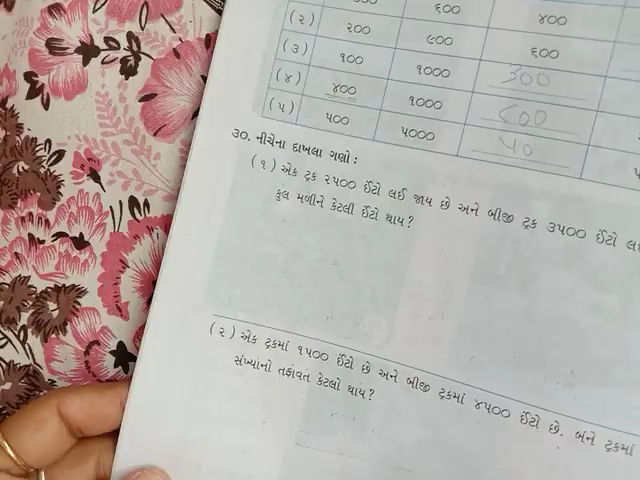 ૬૦૦ ૪૦૦
(૨) ૨૦૦ ૯૦૦ ૬૦૦
(૩) ૧૦૦ ૧૦૦૦ 300
(૪) ૪૦૦ ૧૦૦૦
(૫) ૫૦૦ ૫૦૦૦
૩૦. નીચેના દાખલા ગણો :
(૧) એક ટ્રક ૨૫૦૦ ઈંટો લઈ જાય છે અને બીજી ટ્રક ૩૫૦૦ ઈંટો
કુલ મળીને કેટલી ઈંટો થાય?
(૨) એક ટ્રકમાં ૧૫૦૦ ઈંટો છે અને બીજી ટ્રકમાં ૪૫૦૦ ઈંટો છે. બંને ટ્રકમાં
સંખ્યાનો તફાવત કેટલો થાય?